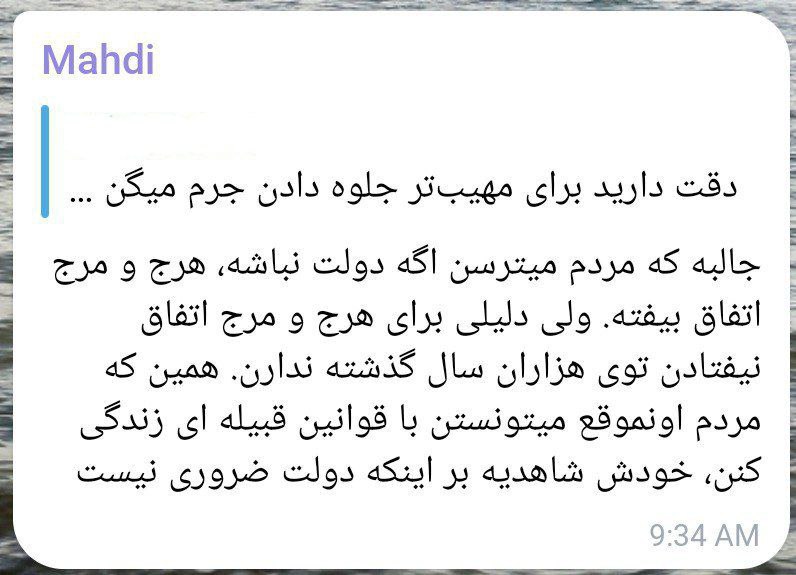 Mahdi
دقت دارید برای مهیب‌تر جلوه دادن جرم میگن ...
جالبه که مردم میترسن اگه دولت نباشه، هرج و مرج
اتفاق بیفته. ولی دلیلی برای هرج و مرج اتفاق
نیفتادن توی هزاران سال گذشته ندارن. همین که
مردم اونموقع میتونستن با قوانین قبیله ای زندگی
کنن، خودش شاهدیه بر اینکه دولت ضروری نیست
9:34 AM